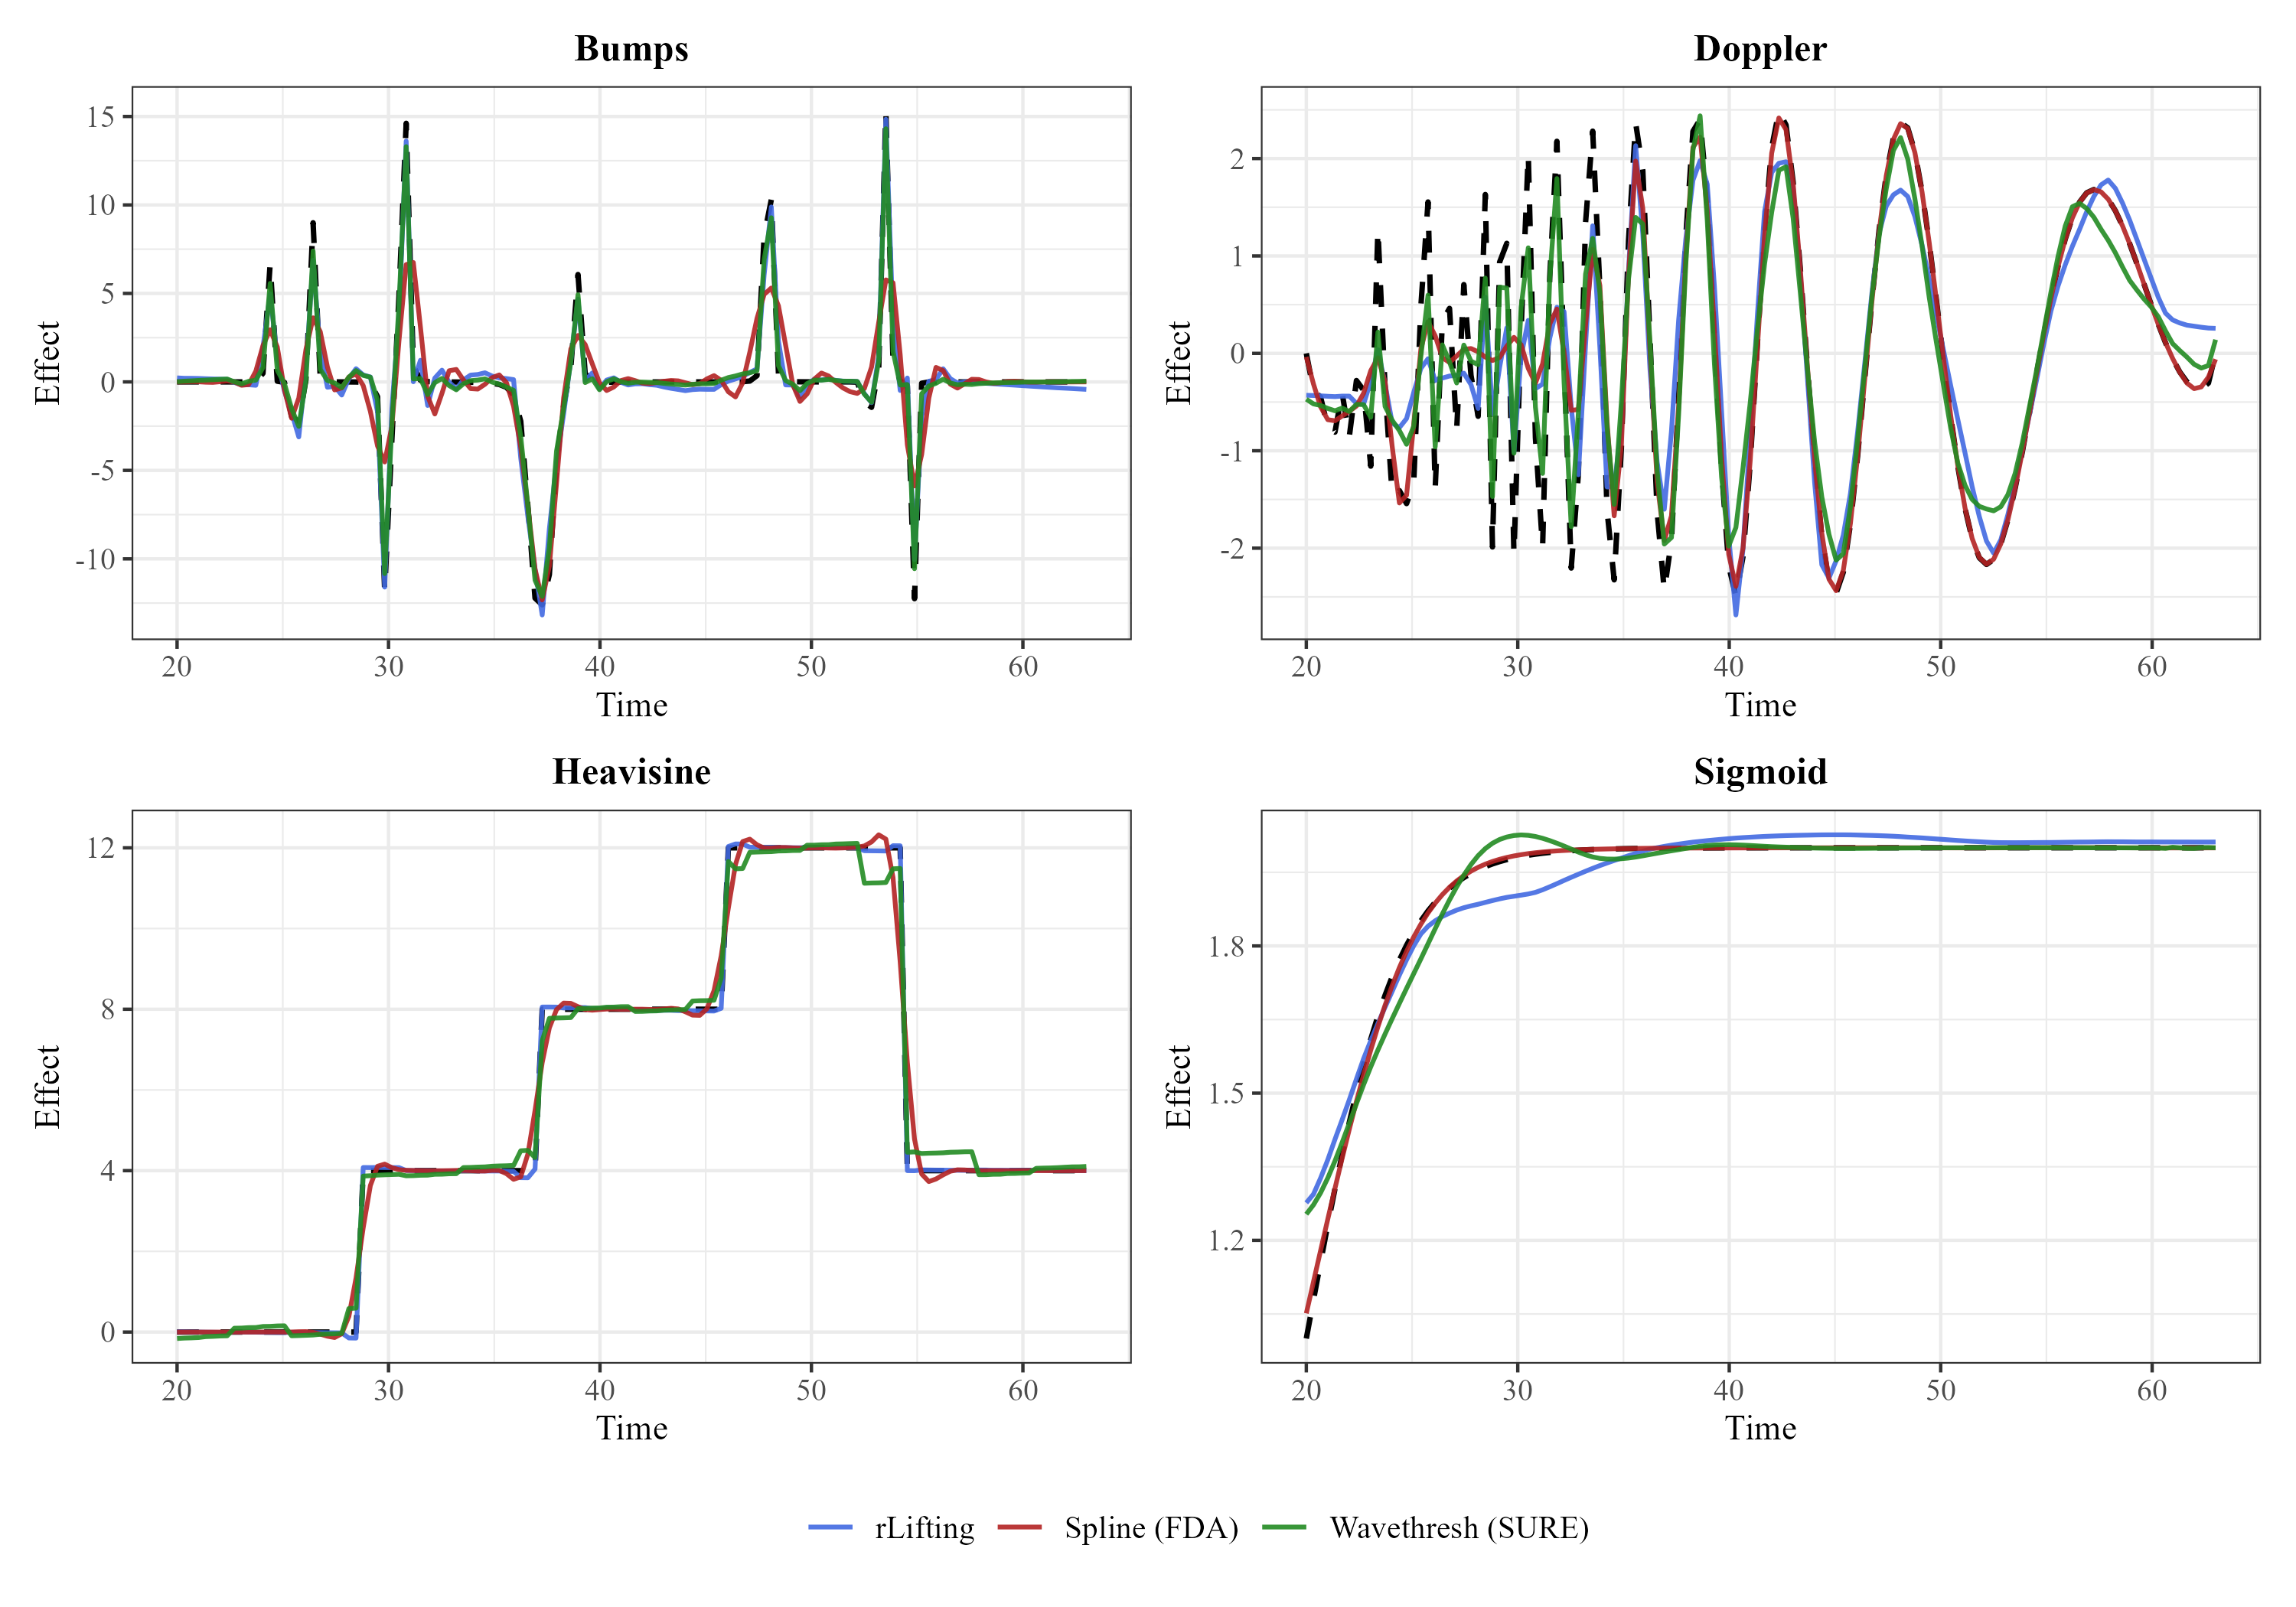 Bumps
Doppler
15
10
5
0
-5
-10
Effect
20 30 40 50 60
Time
2
1
0
-1
-2
Effect
20 30 40 50 60
Time
Heavisine
Sigmoid
12
8
4
0
Effect
20 30 40 50 60
Time
1.8
1.5
1.2
Effect
20 30 40 50 60
Time
rLifting Spline (FDA) Wavethresh (SURE)